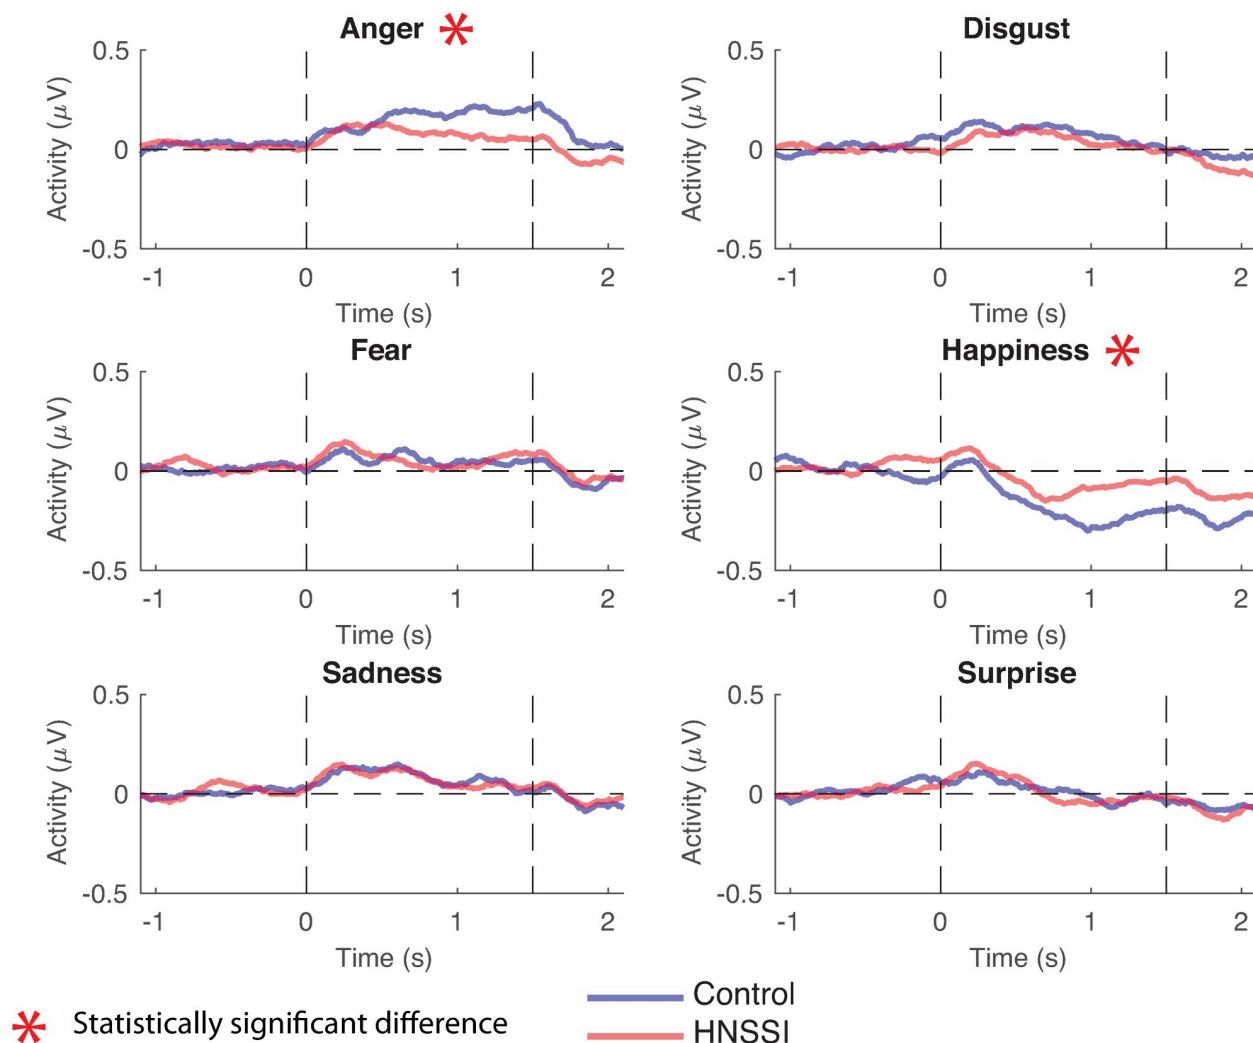 Anger *
0.5
0
-0.5
Activity (μV)
-1 0 1 2
Time (s)
Disgust
0.5
0
-0.5
Activity (μV)
-1 0 1 2
Time (s)
Fear
0.5
0
-0.5
Activity (μV)
-1 0 1 2
Time (s)
Happiness *
0.5
0
-0.5
Activity (μV)
-1 0 1 2
Time (s)
Sadness
0.5
0
-0.5
Activity (μV)
-1 0 1 2
Time (s)
Surprise
0.5
0
-0.5
Activity (μV)
-1 0 1 2
Time (s)
* Statistically significant difference
Control
HNSSI